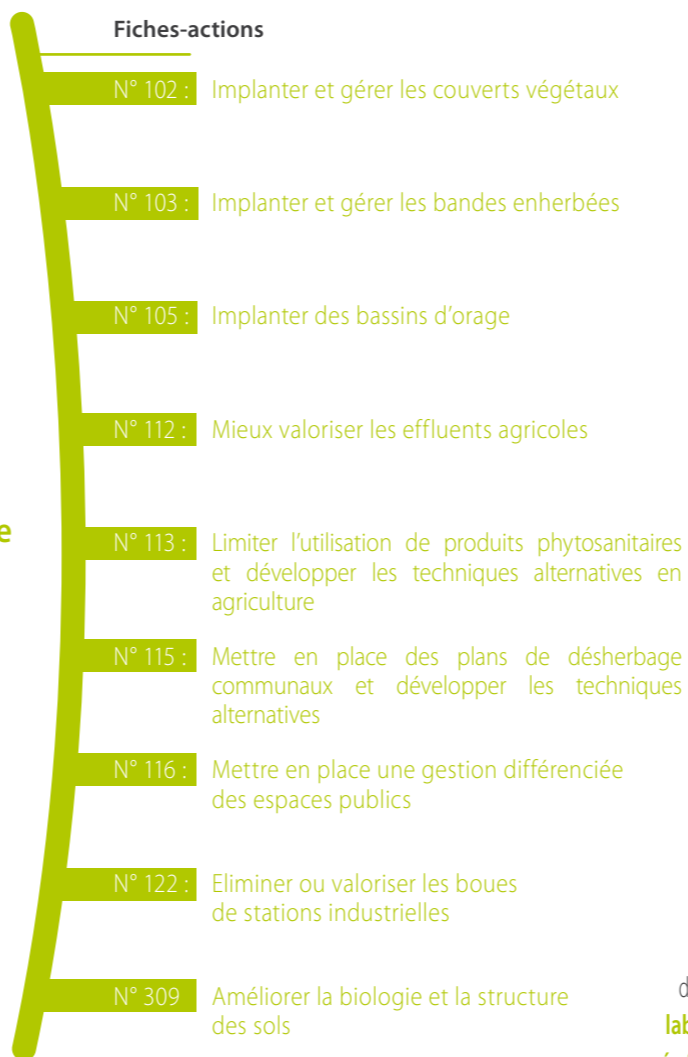 Fiches-actions
N° 102 : Implanter et gérer les couverts végétaux
N° 103 : Implanter et gérer les bandes enherbées
N° 105 : Implanter des bassins d’orage
N° 112 : Mieux valoriser les effluents agricoles
e
N° 113 : Limiter l’utilisation de produits phytosanitaires
et développer les techniques alternatives en
agriculture
N° 115 : Mettre en place des plans de désherbage
communaux et développer les techniques
alternatives
N° 116 : Mettre en place une gestion différenciée
des espaces publics
N° 122 : Eliminer ou valoriser les boues
de stations industrielles
N° 309 Améliorer la biologie et la structure
des sols
d
lab